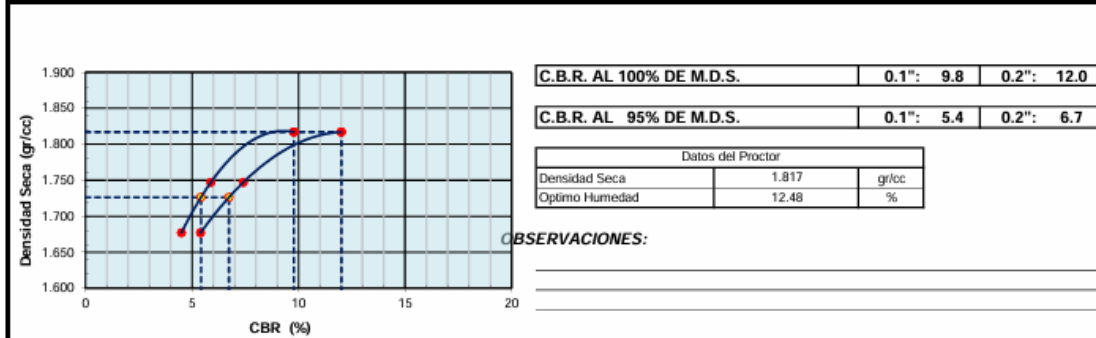 Densidad Seca (gr/cc)
1.900
1.850
1.800
1.750
1.700
1.650
1.600
0 5 10 15 20
CBR (%)
C.B.R. AL 100% DE M.D.S. 0.1": 9.8 0.2": 12.0
C.B.R. AL 95% DE M.D.S. 0.1": 5.4 0.2": 6.7
Datos del Proctor
Densidad Seca 1.817 gr/cc
Optimo Humedad 12.48 %
OBSERVACIONES: